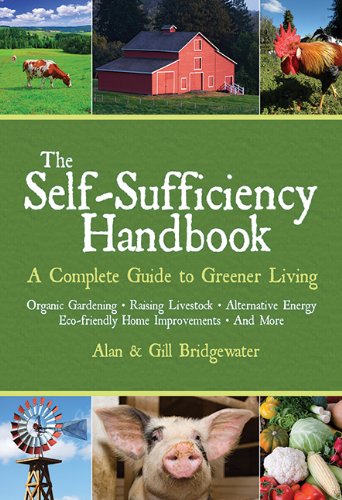 The
Self-Sufficiency
Handbook
A Complete Guide to Greener Living
Organic Gardening • Raising Livestock • Alternative Energy
Eco-friendly Home Improvements • And More
Alan & Gill Bridgewater